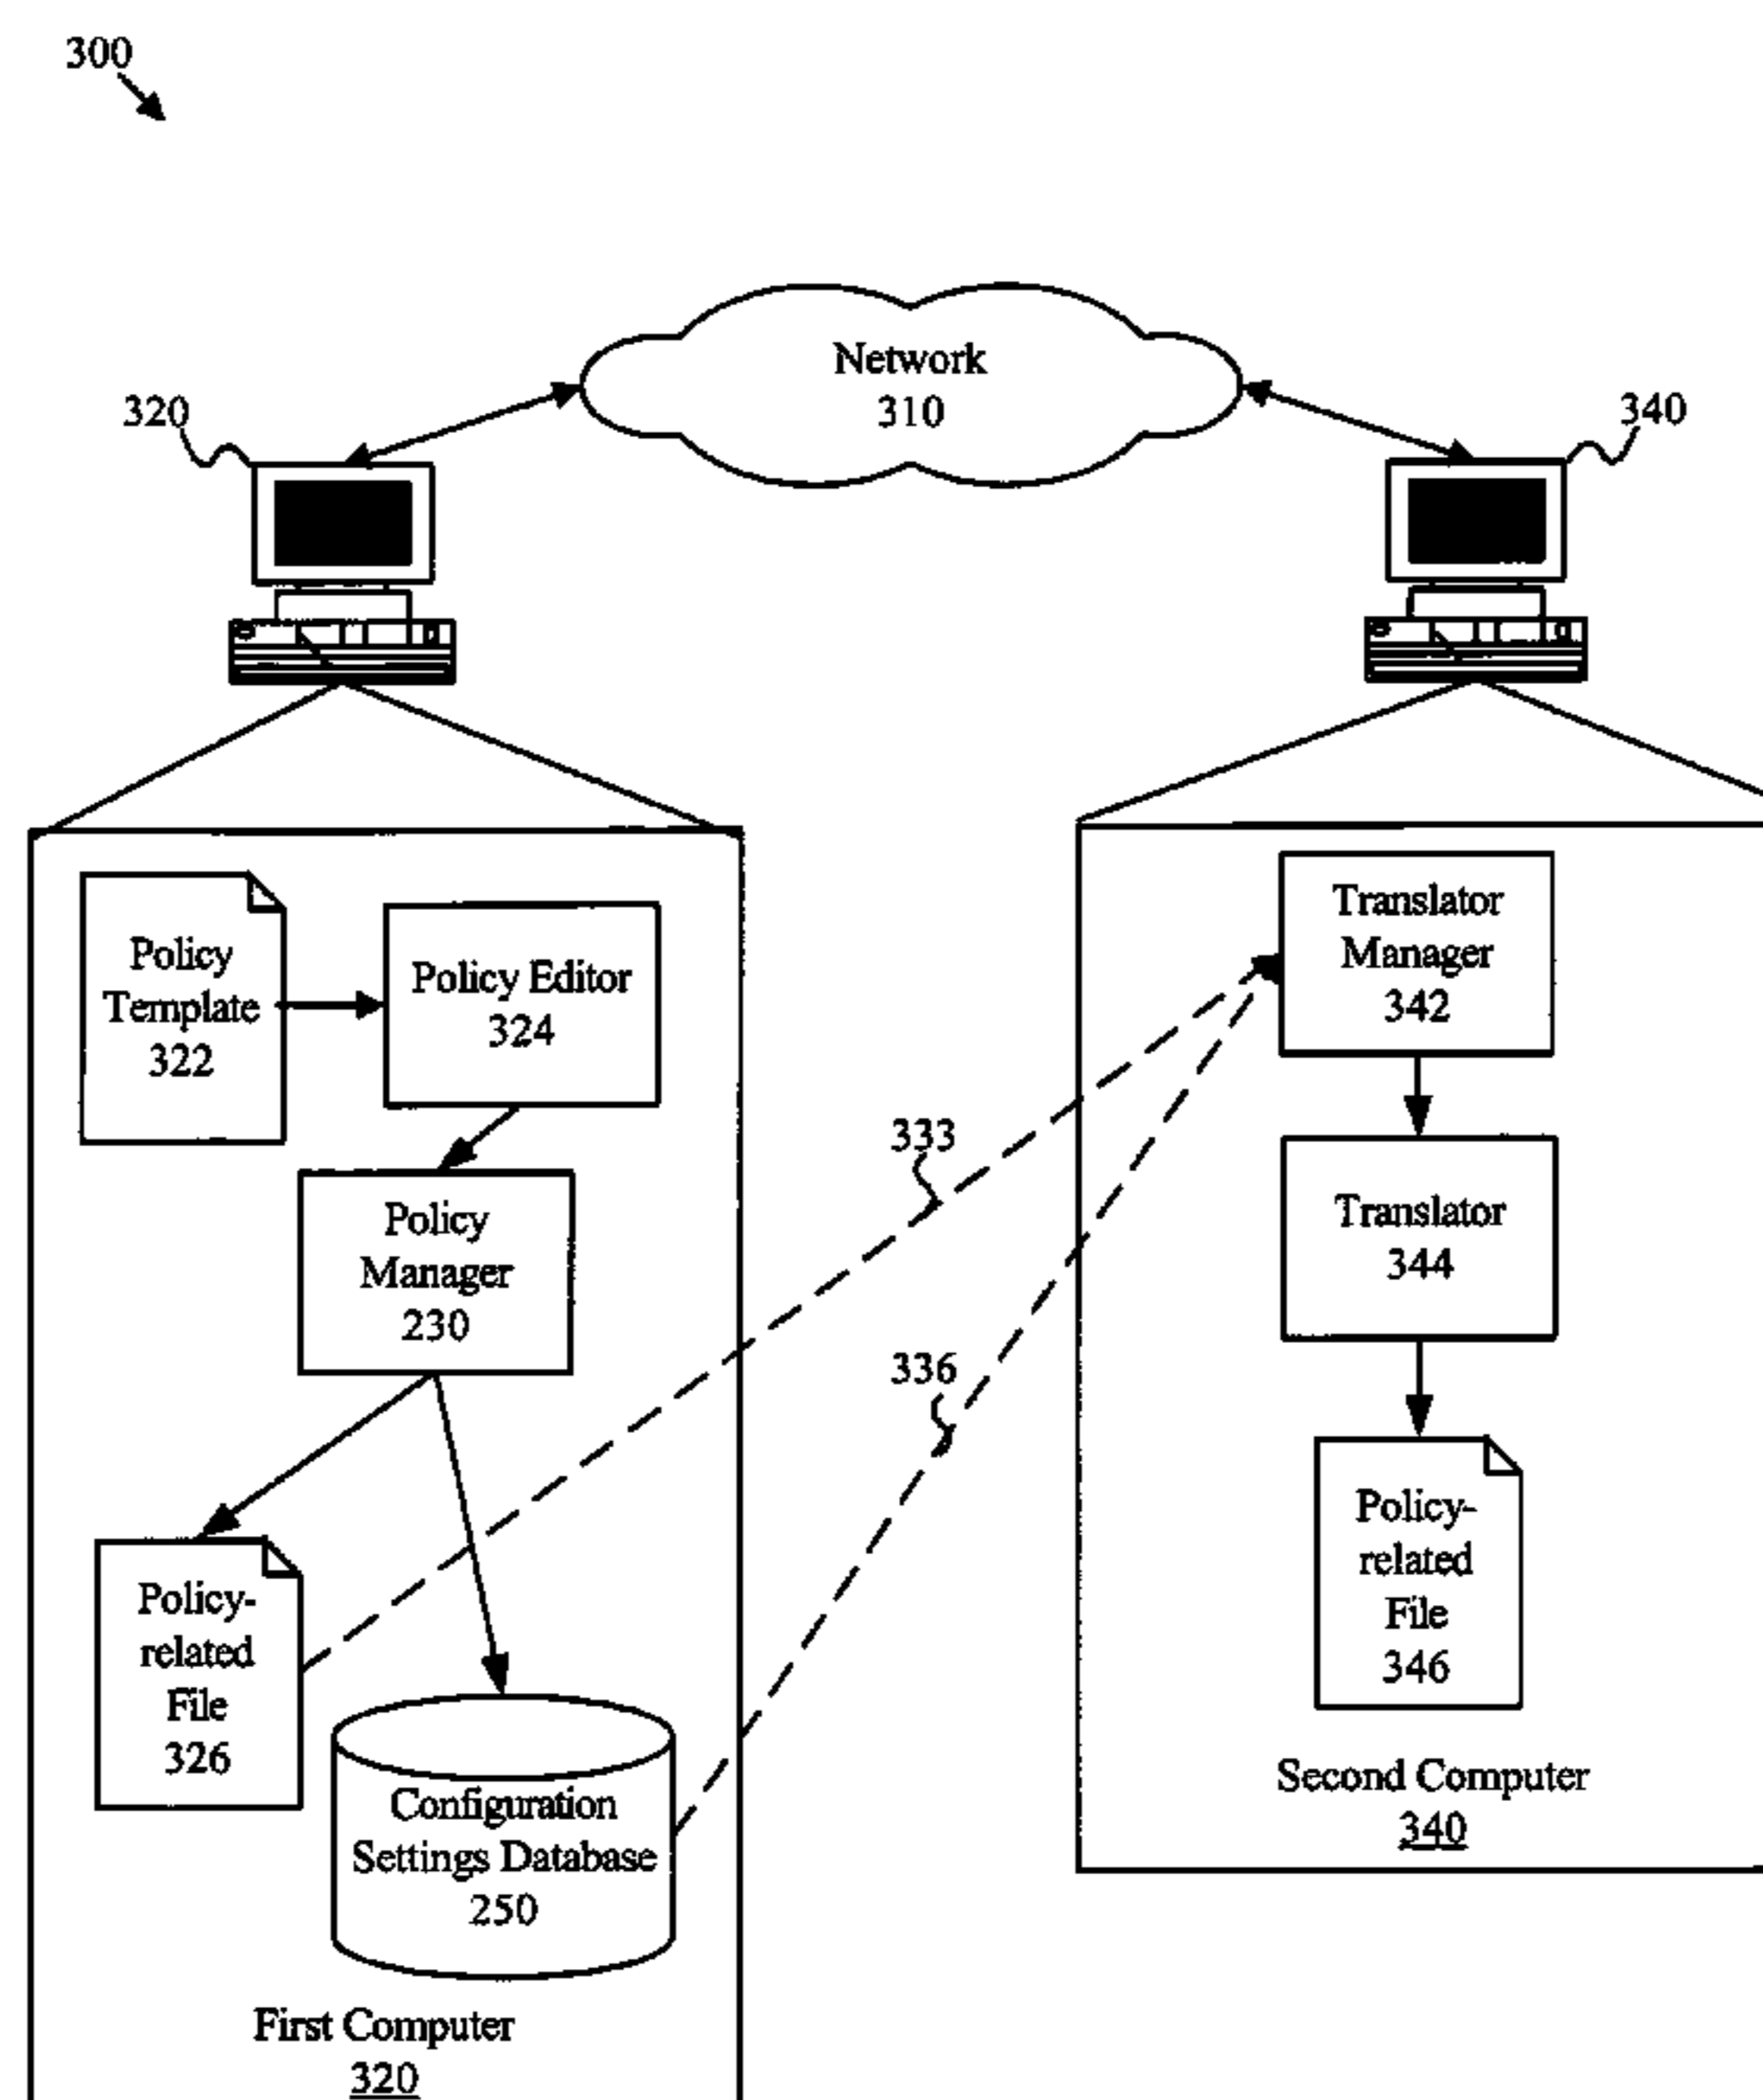 300
Network
310
320
340
Policy
Template
322
Policy Editor
324
Policy
Manager
230
Policy-
related
File
326
Configuration
Settings Database
250
First Computer
320
333
336
Translator
Manager
342
Translator
344
Policy-
related
File
346
Second Computer
340